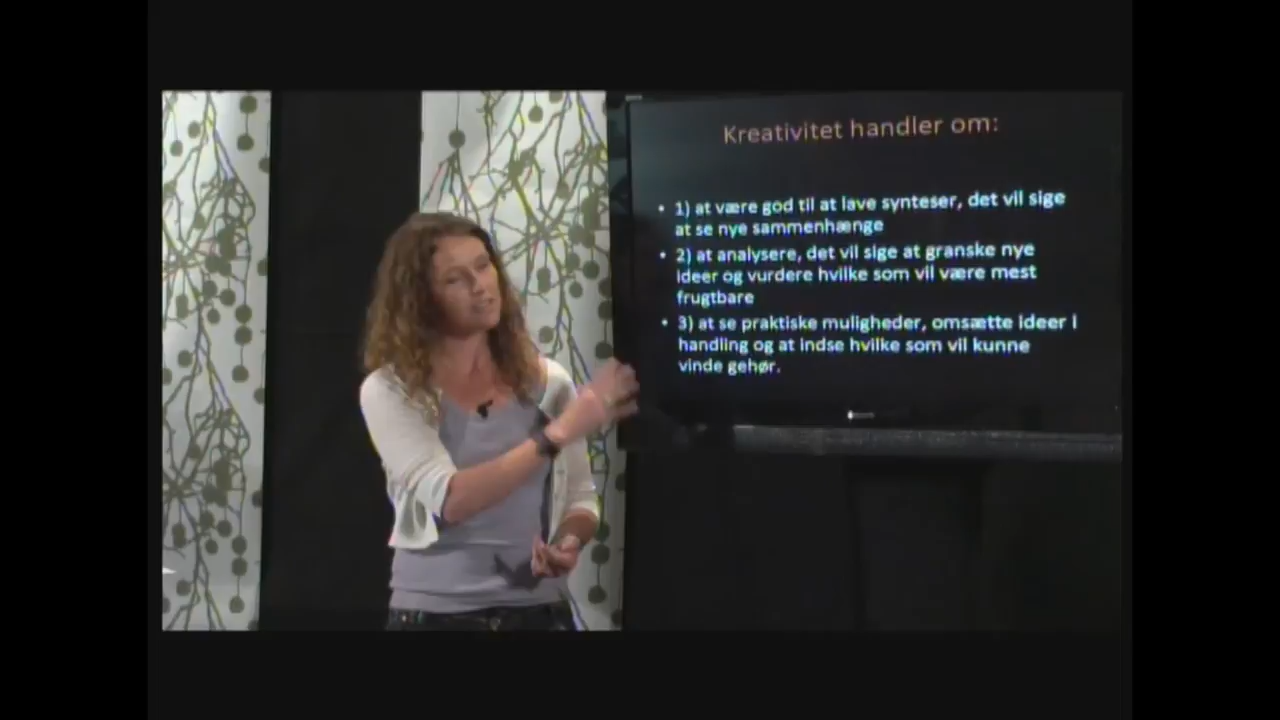 Kreativitet handler om:
• 1) at være god til at lave synteser, det vil sige
at se nye sammenhænge
• 2) at analysere, det vil sige at granske nye
ideer og vurdere hvilke som vil være mest
frugtbare
• 3) at se praktiske muligheder, omsætte ideer i
handling og at indse hvilke som vil kunne
vinde gehør.